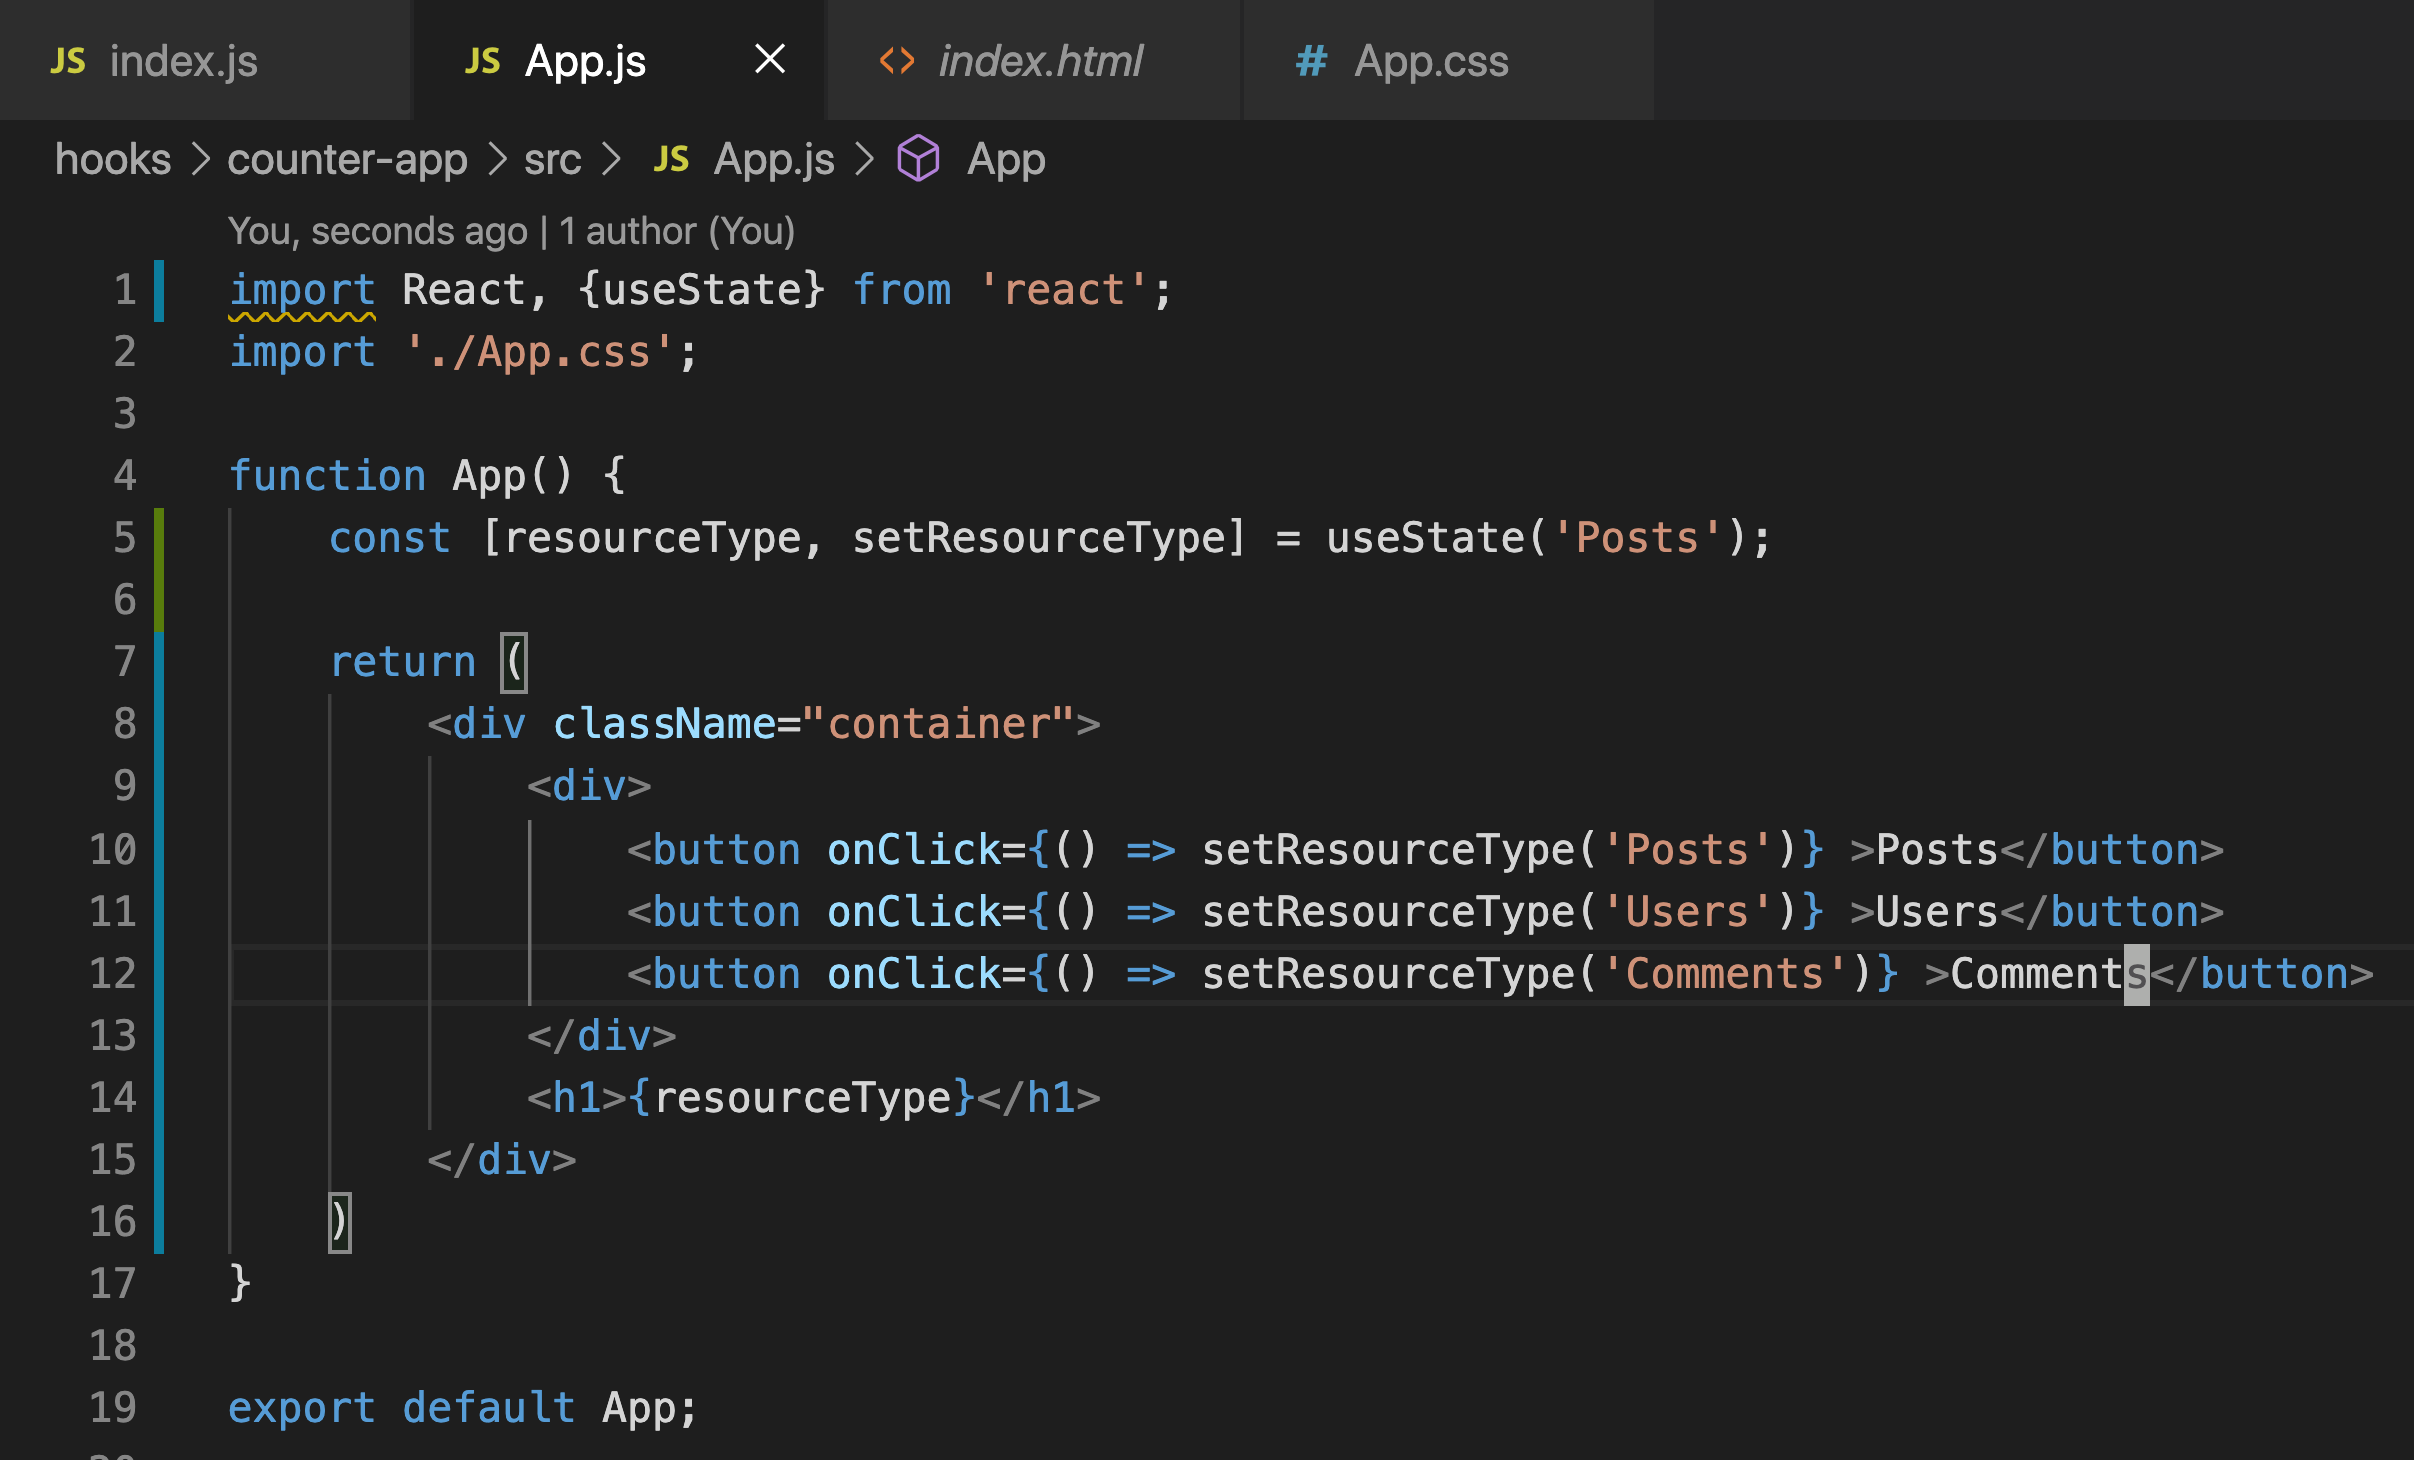 JS index.js JS App.js × <> index.html # App.css
hooks > counter-app > src > JS App.js > App
You, seconds ago | 1 author (You)
1 import React, {useState} from 'react';
2 import './App.css';
3
4 function App() {
5     const [resourceType, setResourceType] = useState('Posts');
6
7     return (
8         <div className="container">
9             <div>
10                 <button onClick={() => setResourceType('Posts')} >Posts</button>
11                 <button onClick={() => setResourceType('Users')} >Users</button>
12                 <button onClick={() => setResourceType('Comments')} >Comments</button>
13             </div>
14             <h1>{resourceType}</h1>
15         </div>
16     )
17 }
18
19 export default App;